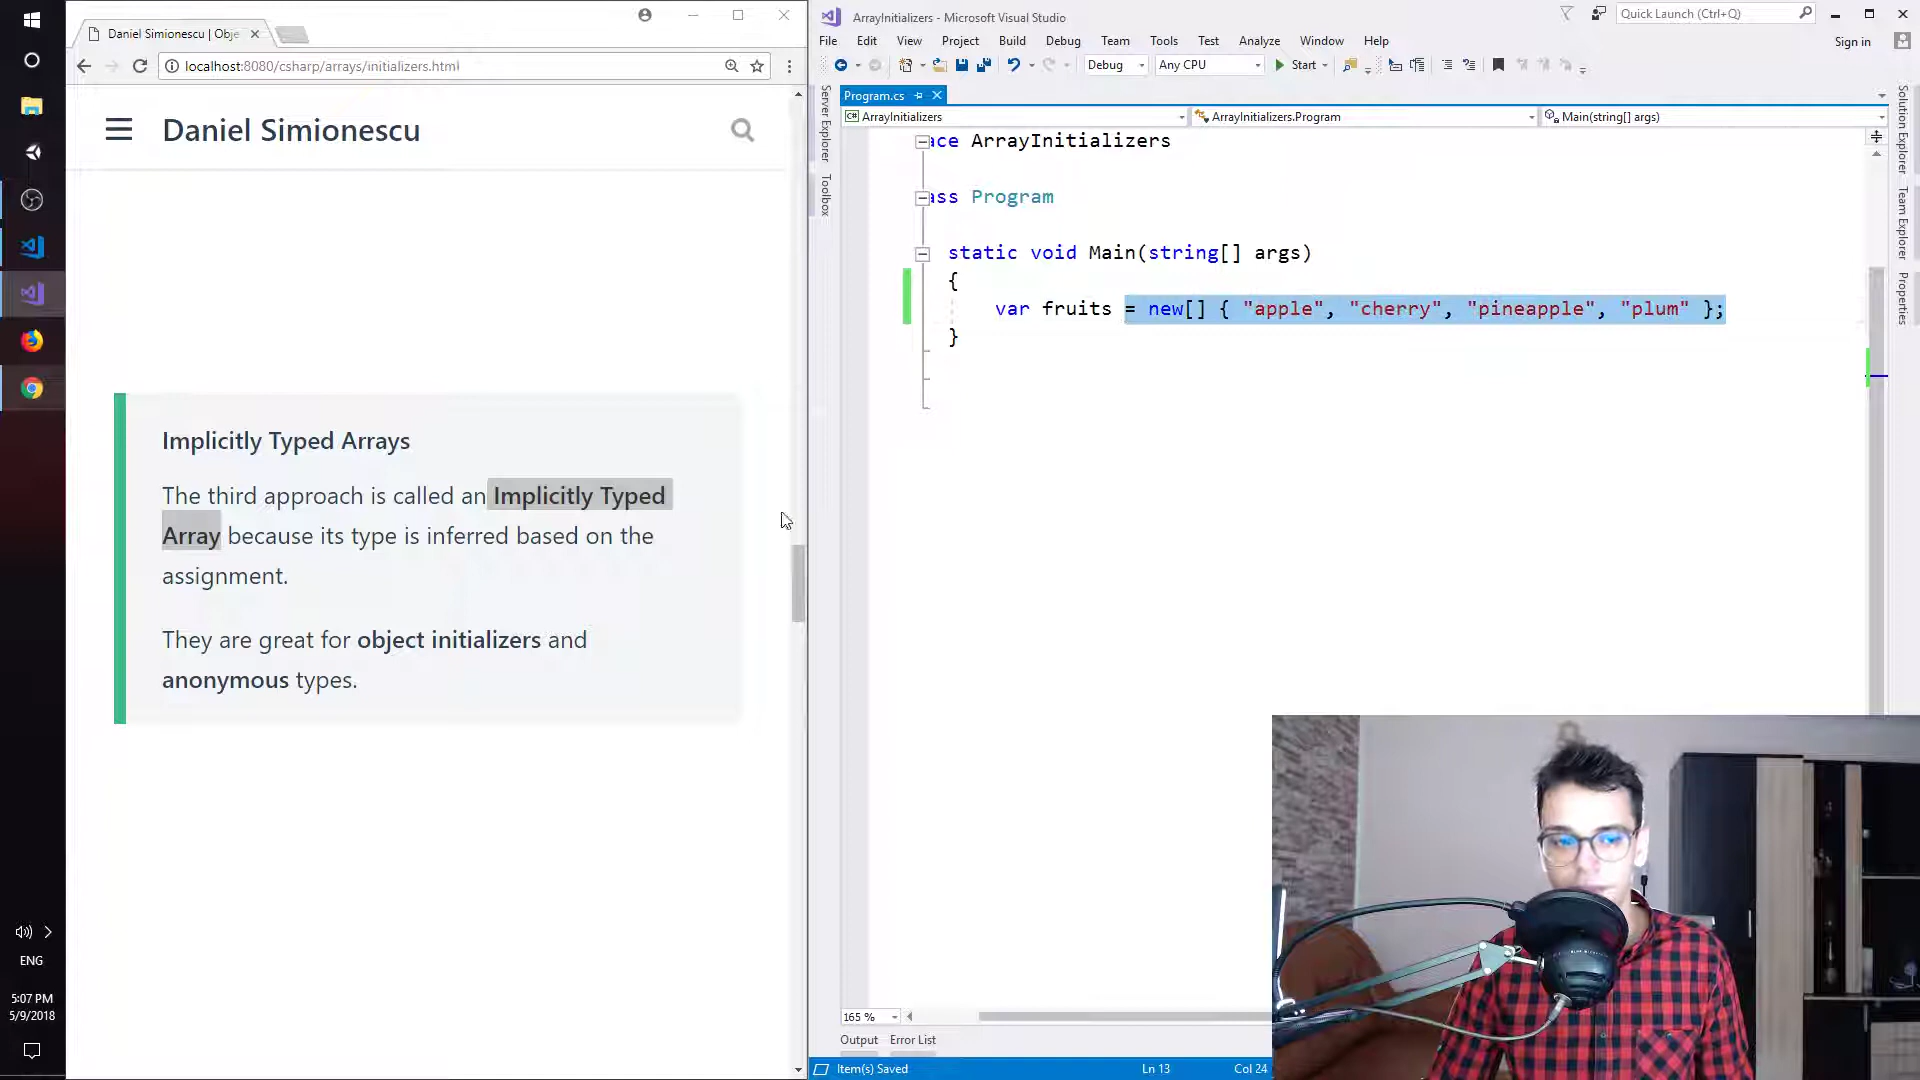 Daniel Simionescu | Obje
localhost:8080/csharp/arrays/initializers.html
Daniel Simionescu
Implicitly Typed Arrays
The third approach is called an Implicitly Typed
Array because its type is inferred based on the
assignment.
They are great for object initializers and
anonymous types.
ENG
5:07 PM
5/9/2018
ArrayInitializers - Microsoft Visual Studio
Quick Launch (Ctrl+Q)
File Edit View Project Build Debug Team Tools Test Analyze Window Help
Sign in
Debug Any CPU Start
Server Explorer
Toolbox
Program.cs
C# ArrayInitializers ArrayInitializers.Program Main(string[] args)
ace ArrayInitializers
ass Program
static void Main(string[] args)
{
var fruits = new[] { "apple", "cherry", "pineapple", "plum" };
}
Solution Explorer
Team Explorer
Properties
165 %
Output Error List
Item(s) Saved Ln 13 Col 24